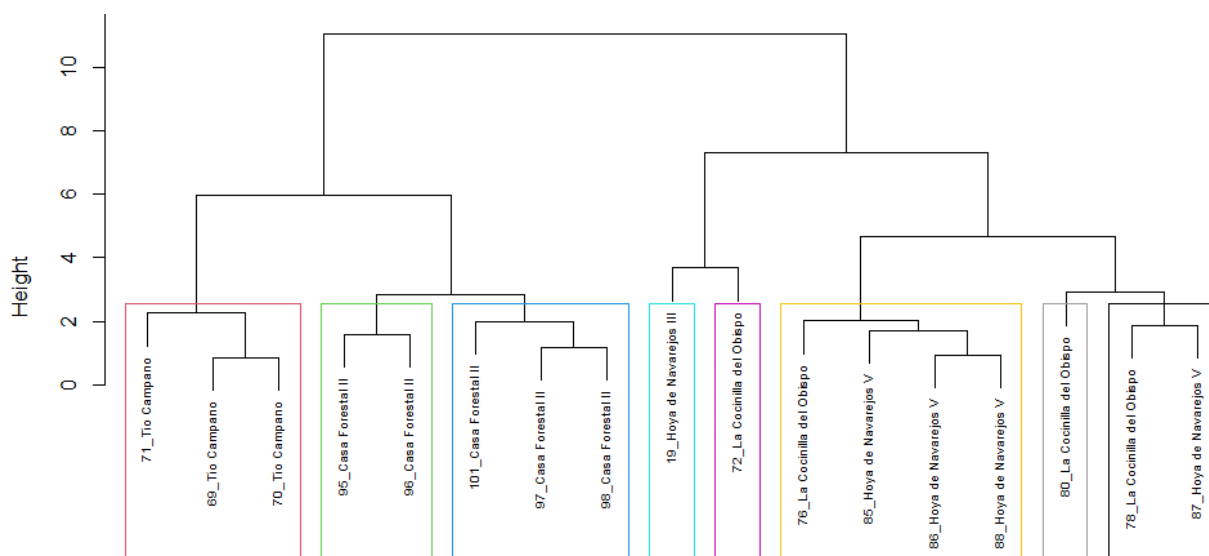 Height
10
8
6
4
2
0
71_Tio Campano
69_Tio Campano
70_Tio Campano
95_Casa Forestal II
96_Casa Forestal II
101_Casa Forestal II
97_Casa Forestal II
98_Casa Forestal II
19_Hoya de Navarejos III
72_La Cocinilla del Obispo
76_La Cocinilla del Obispo
85_Hoya de Navarejos V
86_Hoya de Navarejos V
88_Hoya de Navarejos V
80_La Cocinilla del Obispo
78_La Cocinilla del Obispo
87_Hoya de Navarejos V